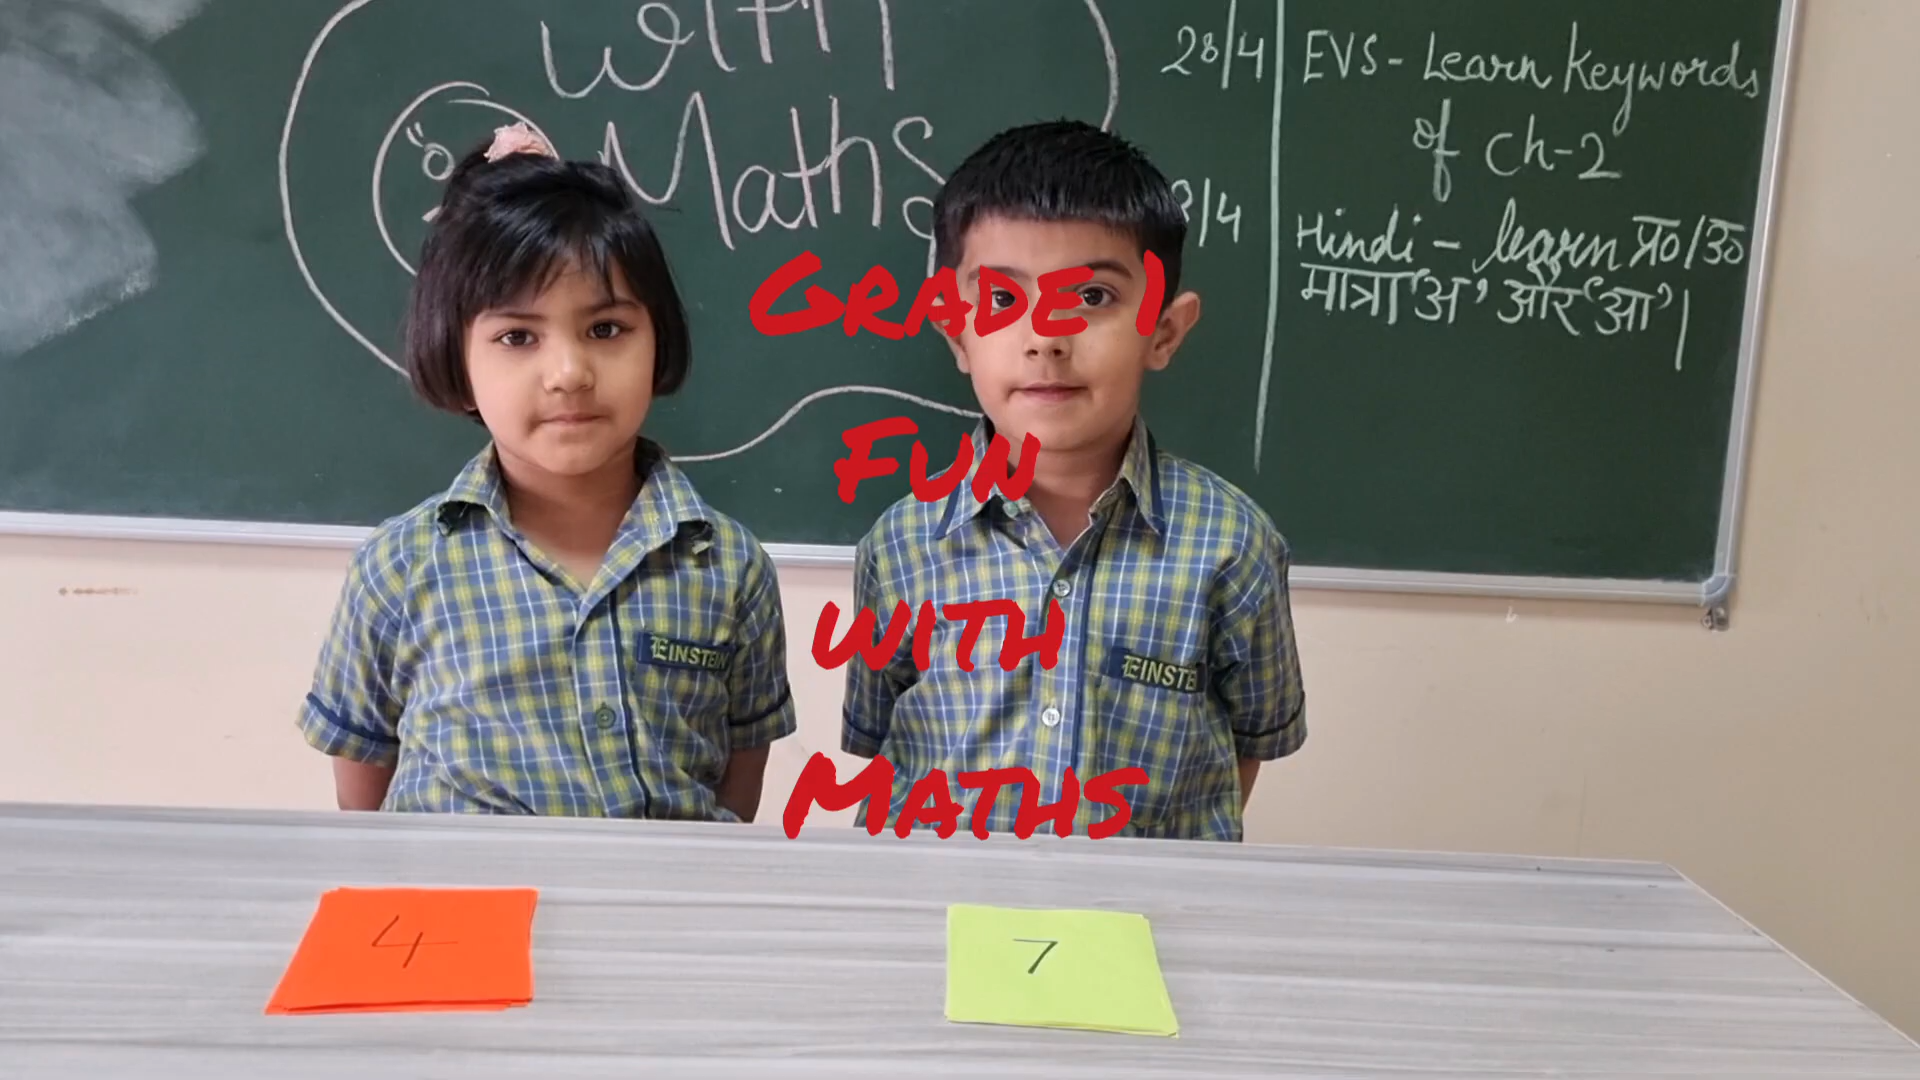 with
Maths
28/4 EVS - Learn Keywords
of Ch-2
/4 Hindi - learn प्र०/उ०
मात्रा 'अ' और 'आ'।
Grade 1
Fun
with
Maths
EINSTEIN
EINSTE
4
7